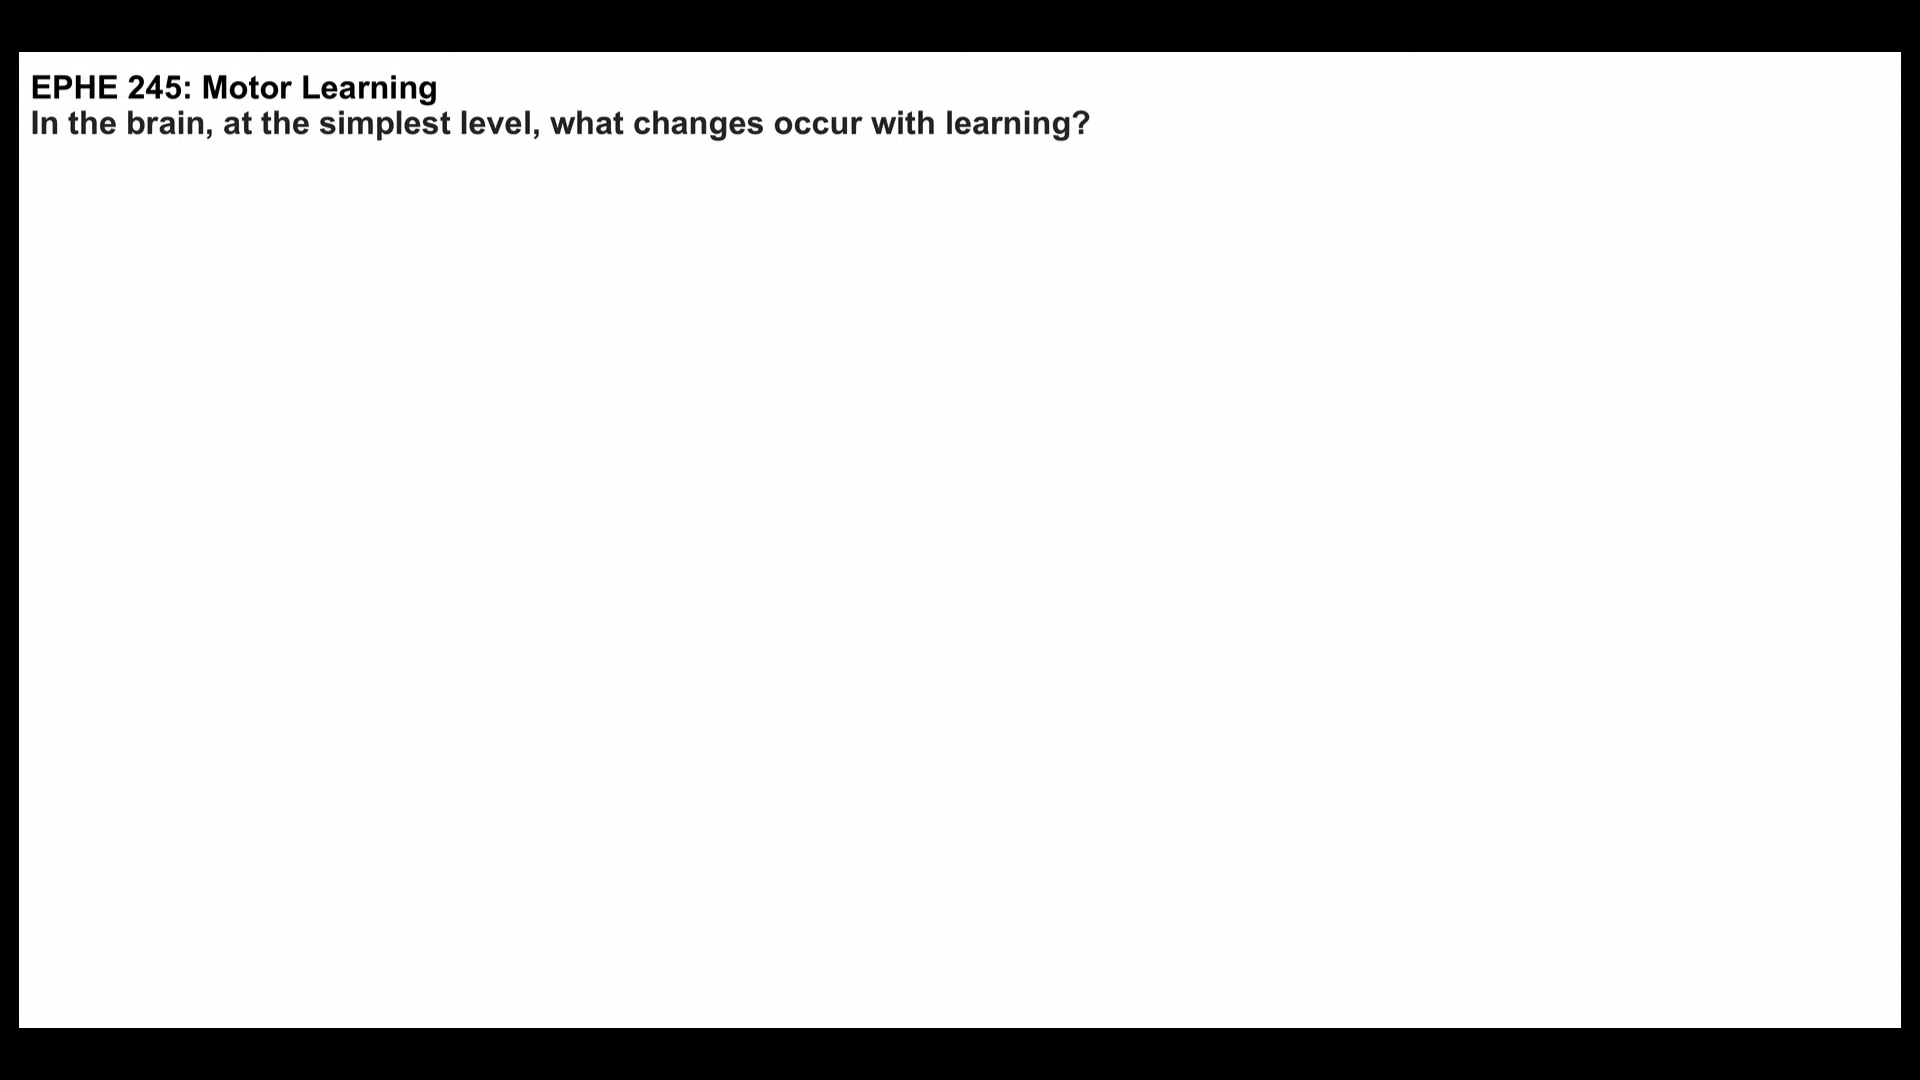 EPHE 245: Motor Learning
In the brain, at the simplest level, what changes occur with learning?